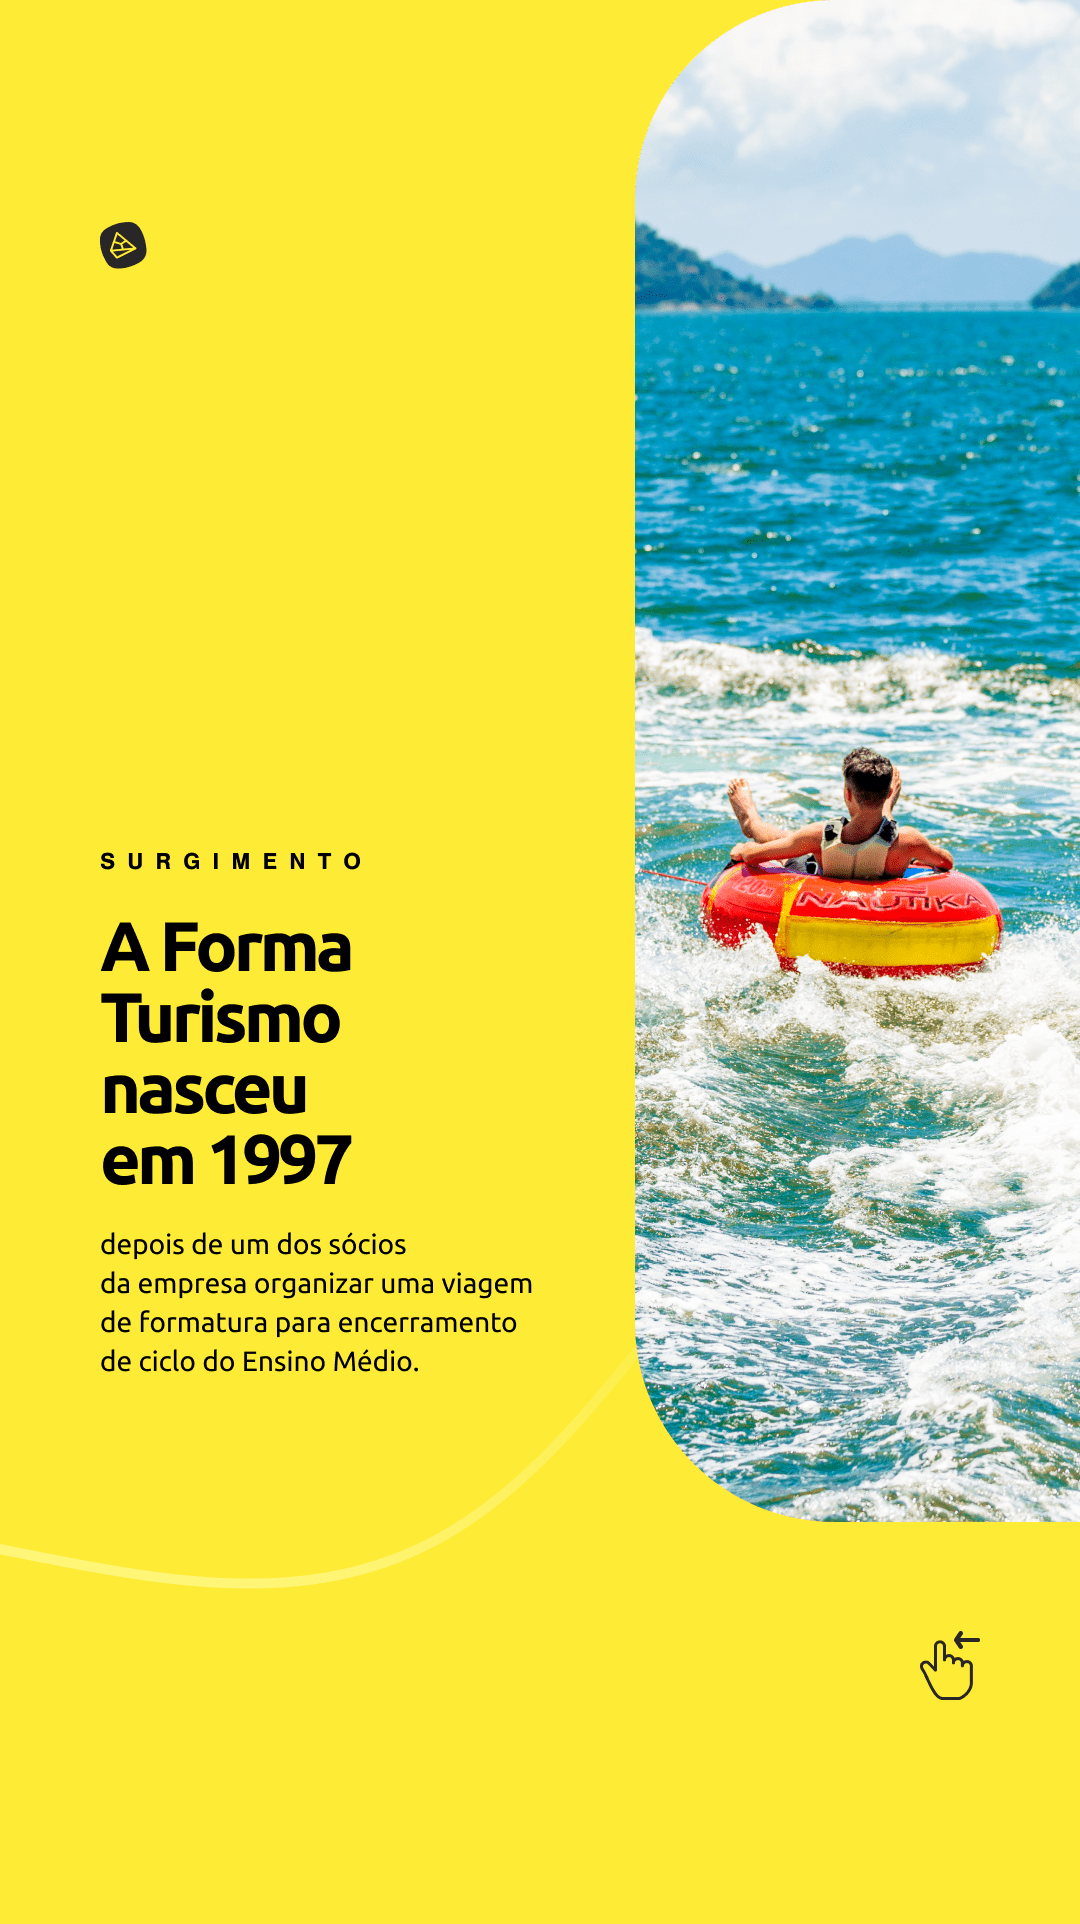 SURGIMENTO
A Forma
Turismo
nasceu
em 1997
depois de um dos sócios
da empresa organizar uma viagem
de formatura para encerramento
de ciclo do Ensino Médio.
NAUTIKA